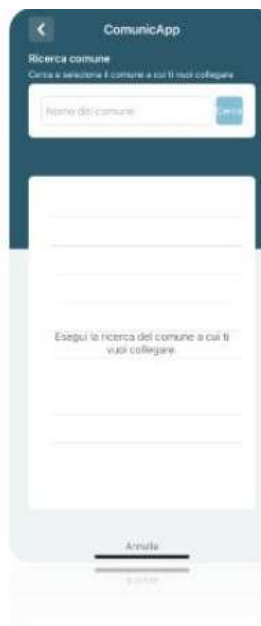 ComunicApp
Ricerca comune
Cerca e seleziona il comune a cui ti vuoi collegare
Nome del comune
Cerca
Esegui la ricerca del comune a cui ti
vuoi collegare.
Annulla